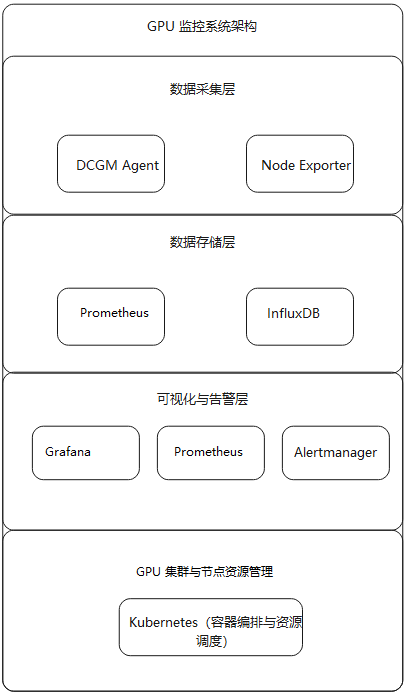 GPU 监控系统架构
数据采集层
DCGM Agent
Node Exporter
数据存储层
Prometheus
InfluxDB
可视化与告警层
Grafana
Prometheus
Alertmanager
GPU 集群与节点资源管理
Kubernetes（容器编排与资源
调度）